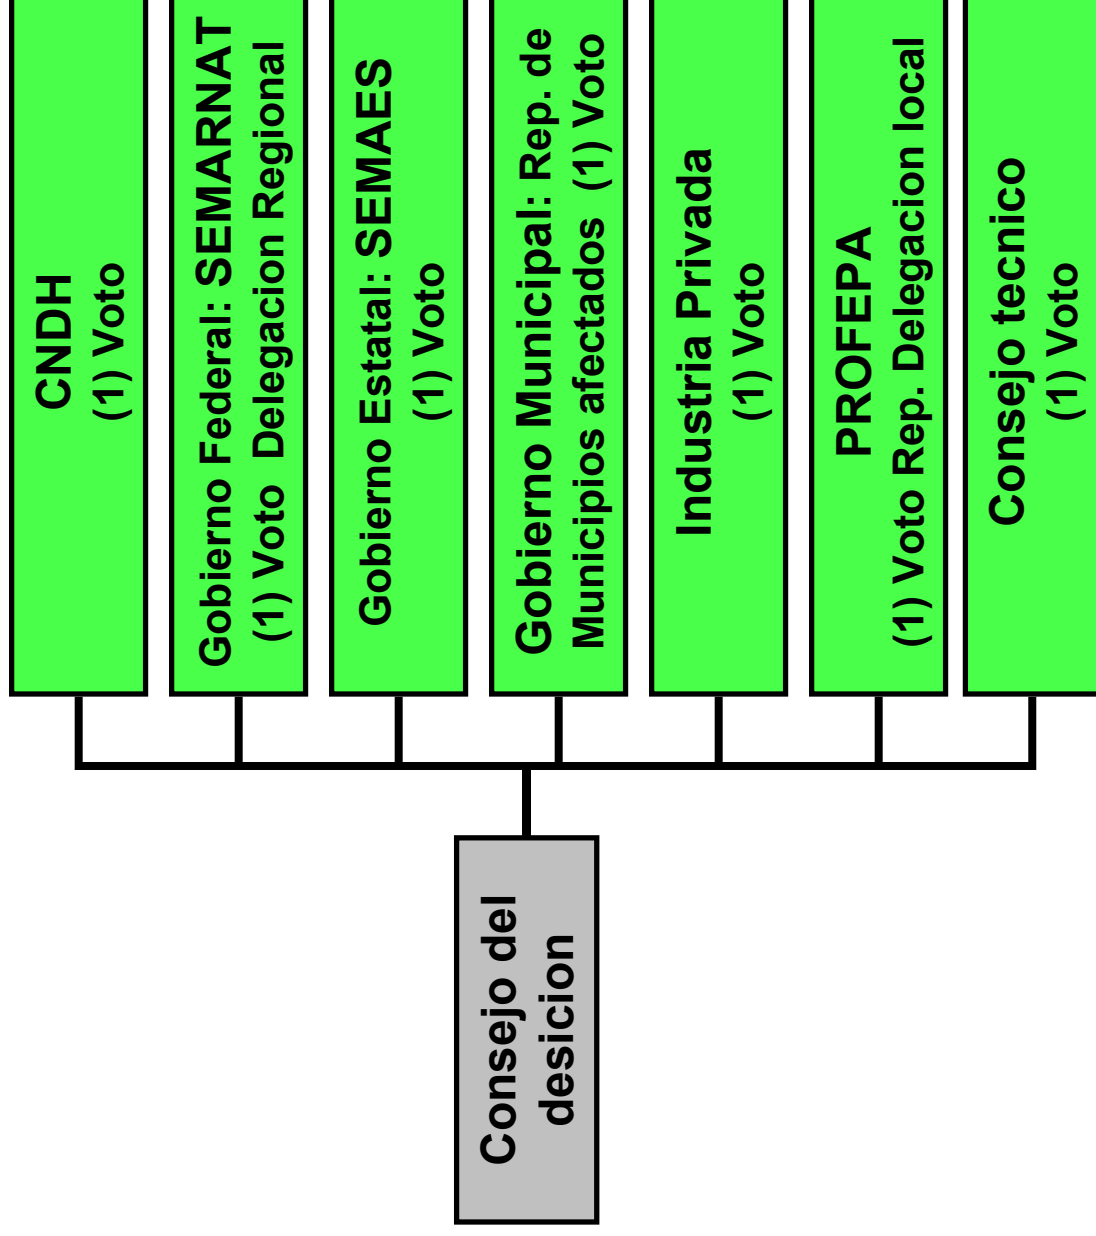 Consejo del
desicion
CNDH
(1) Voto
Gobierno Federal: SEMARNAT
(1) Voto  Delegacion Regional
Gobierno Estatal: SEMAES
(1) Voto
Gobierno Municipal: Rep. de
Municipios afectados  (1) Voto
Industria Privada
(1) Voto
PROFEPA
(1) Voto Rep. Delegacion local
Consejo tecnico
(1) Voto